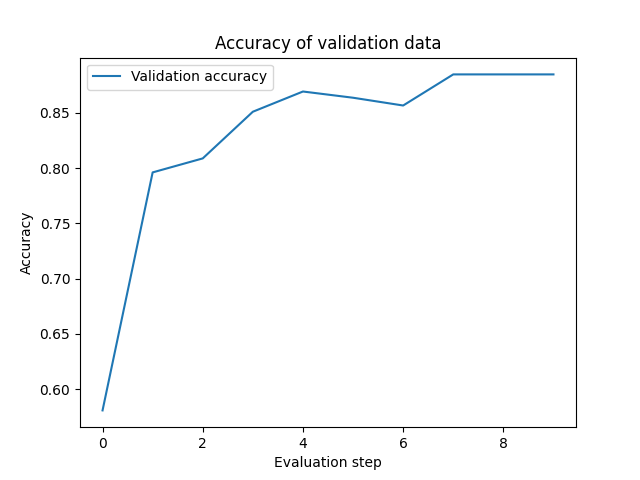 Accuracy of validation data
Validation accuracy
0.85
0.80
0.75
0.70
0.65
0.60
Accuracy
0 2 4 6 8
Evaluation step